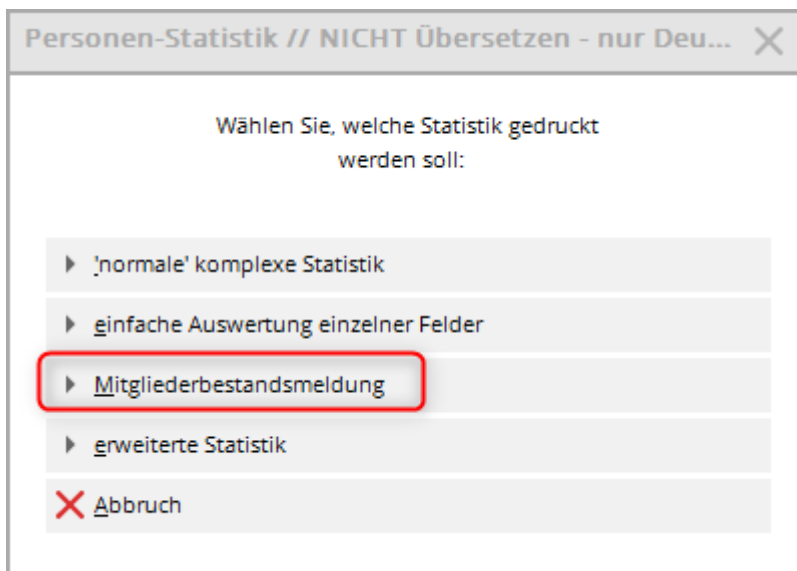 Personen-Statistik // NICHT Übersetzen - nur Deu...
Wählen Sie, welche Statistik gedruckt
werden soll:
'normale' komplexe Statistik
einfache Auswertung einzelner Felder
Mitgliederbestandsmeldung
erweiterte Statistik
Abbruch